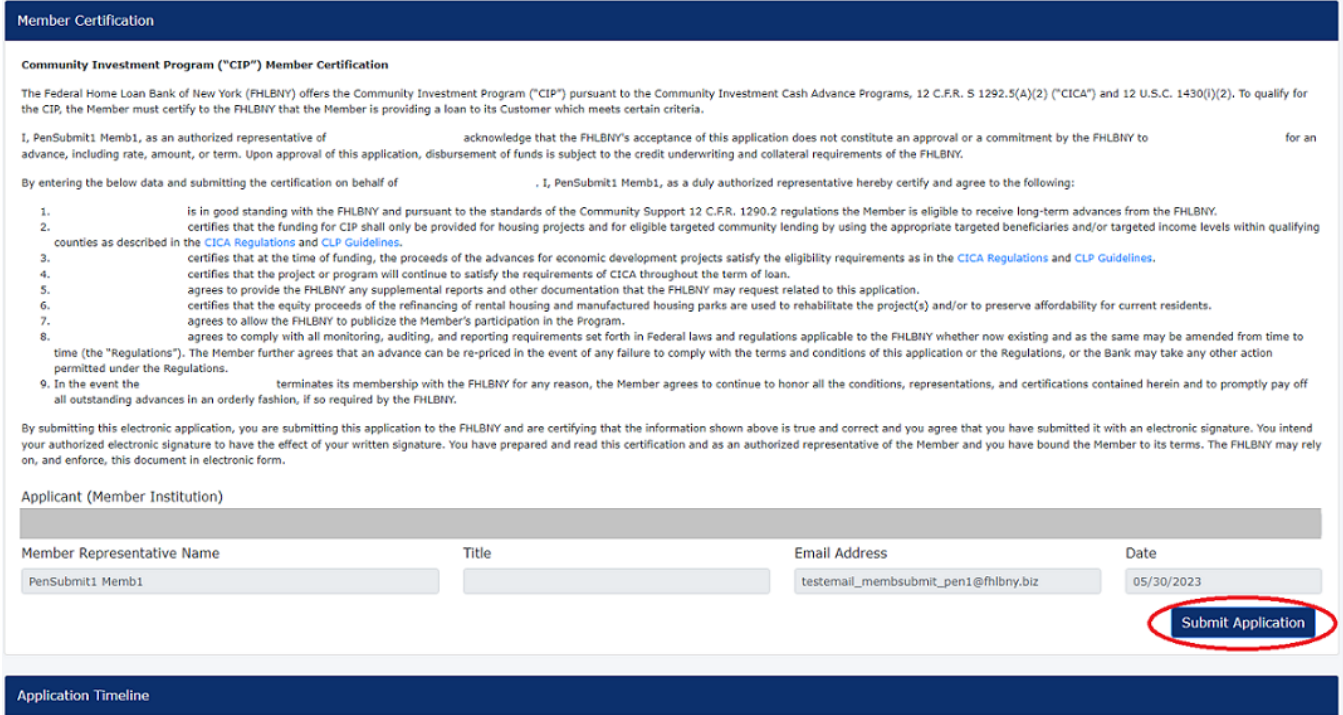 Member Certification
Community Investment Program ("CIP") Member Certification
The Federal Home Loan Bank of New York (FHLBNY) offers the Community Investment Program ("CIP") pursuant to the Community Investment Cash Advance Programs, 12 C.F.R. S 1292.5(A)(2) ("CICA") and 12 U.S.C. 1430(i)(2). To qualify for
the CIP, the Member must certify to the FHLBNY that the Member is providing a loan to its Customer which meets certain criteria.
I, PenSubmit1 Memb1, as an authorized representative of acknowledge that the FHLBNY's acceptance of this application does not constitute an approval or a commitment by the FHLBNY to for an
advance, including rate, amount, or term. Upon approval of this application, disbursement of funds is subject to the credit underwriting and collateral requirements of the FHLBNY.
By entering the below data and submitting the certification on behalf of . I, PenSubmit1 Memb1, as a duly authorized representative hereby certify and agree to the following:
1. is in good standing with the FHLBNY and pursuant to the standards of the Community Support 12 C.F.R. 1290.2 regulations the Member is eligible to receive long-term advances from the FHLBNY.
2. certifies that the funding for CIP shall only be provided for housing projects and for eligible targeted community lending by using the appropriate targeted beneficiaries and/or targeted income levels within qualifying
counties as described in the CICA Regulations and CLP Guidelines.
3. certifies that at the time of funding, the proceeds of the advances for economic development projects satisfy the eligibility requirements as in the CICA Regulations and CLP Guidelines.
4. certifies that the project or program will continue to satisfy the requirements of CICA throughout the term of loan.
5. agrees to provide the FHLBNY any supplemental reports and other documentation that the FHLBNY may request related to this application.
6. certifies that the equity proceeds of the refinancing of rental housing and manufactured housing parks are used to rehabilitate the project(s) and/or to preserve affordability for current residents.
7. agrees to allow the FHLBNY to publicize the Member's participation in the Program.
8. agrees to comply with all monitoring, auditing, and reporting requirements set forth in Federal laws and regulations applicable to the FHLBNY whether now existing and as the same may be amended from time to
time (the "Regulations"). The Member further agrees that an advance can be re-priced in the event of any failure to comply with the terms and conditions of this application or the Regulations, or the Bank may take any other action
permitted under the Regulations.
9. In the event the terminates its membership with the FHLBNY for any reason, the Member agrees to continue to honor all the conditions, representations, and certifications contained herein and to promptly pay off
all outstanding advances in an orderly fashion, if so required by the FHLBNY.
By submitting this electronic application, you are submitting this application to the FHLBNY and are certifying that the information shown above is true and correct and you agree that you have submitted it with an electronic signature. You intend
your authorized electronic signature to have the effect of your written signature. You have prepared and read this certification and as an authorized representative of the Member and you have bound the Member to its terms. The FHLBNY may rely
on, and enforce, this document in electronic form.
Applicant (Member Institution)
Member Representative Name Title Email Address Date
PenSubmit1 Memb1 testemail_membsubmit_pen1@fhlbny.biz 05/30/2023
Submit Application
Application Timeline